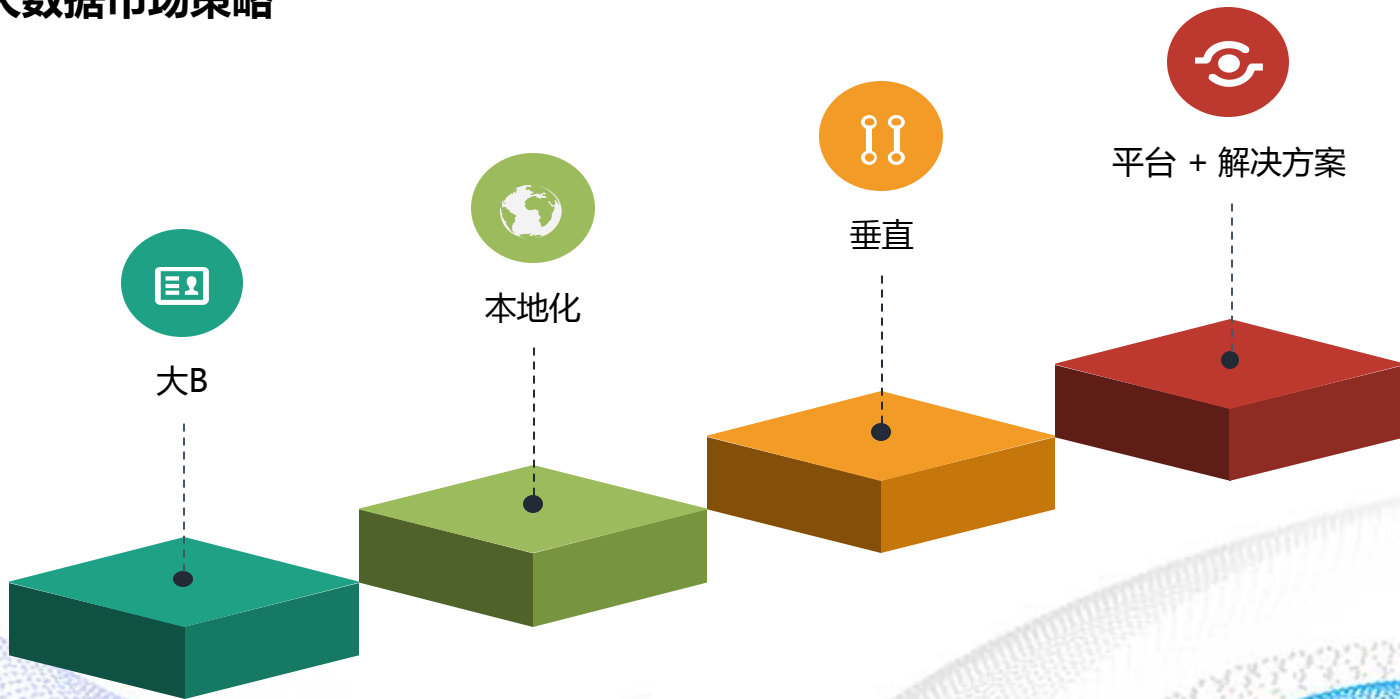 大数据市场策略
平台 + 解决方案
垂直
本地化
大B